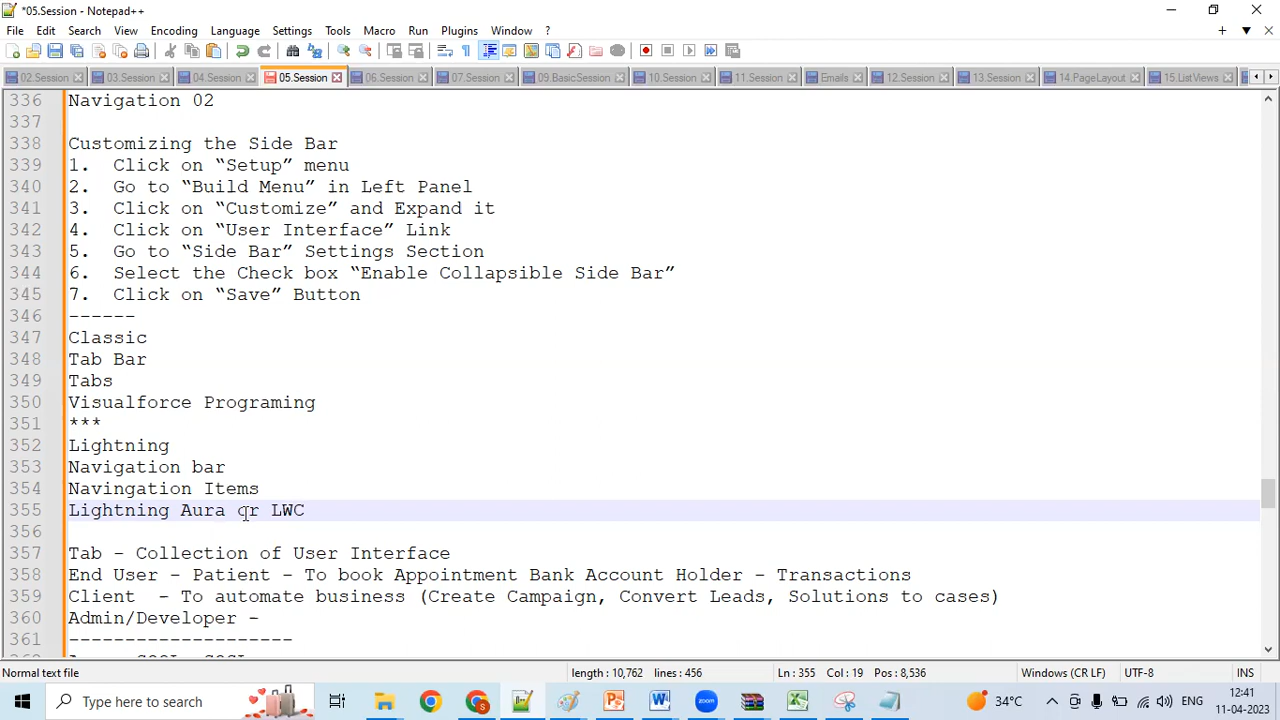 *05.Session - Notepad++
File Edit Search View Encoding Language Settings Tools Macro Run Plugins Window ?
02.Session 03.Session 04.Session 05.Session 06.Session 07.Session 09.BasicSession 10.Session 11.Session Emails 12.Session 13.Session 14.PageLayout 15.ListViews
336 Navigation 02
337
338 Customizing the Side Bar
339 1. Click on “Setup” menu
340 2. Go to “Build Menu” in Left Panel
341 3. Click on “Customize” and Expand it
342 4. Click on “User Interface” Link
343 5. Go to “Side Bar” Settings Section
344 6. Select the Check box “Enable Collapsible Side Bar”
345 7. Click on “Save” Button
346 ------
347 Classic
348 Tab Bar
349 Tabs
350 Visualforce Programing
351 ***
352 Lightning
353 Navigation bar
354 Navingation Items
355 Lightning Aura or LWC
356
357 Tab - Collection of User Interface
358 End User - Patient - To book Appointment Bank Account Holder - Transactions
359 Client  - To automate business (Create Campaign, Convert Leads, Solutions to cases)
360 Admin/Developer -
361 --------------------
Normal text file length : 10,762 lines : 456 Ln : 355 Col : 19 Pos : 8,536 Windows (CR LF) UTF-8 INS
Type here to search 34°C ENG 12:41
11-04-2023